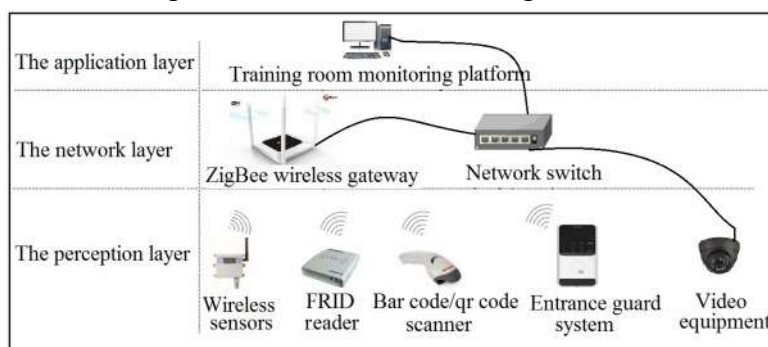 The application layer
Training room monitoring platform
The network layer
ZigBee wireless gateway
Network switch
The perception layer
Wireless
sensors
FRID
reader
Bar code/qr code
scanner
Entrance guard
system
Video
equipment